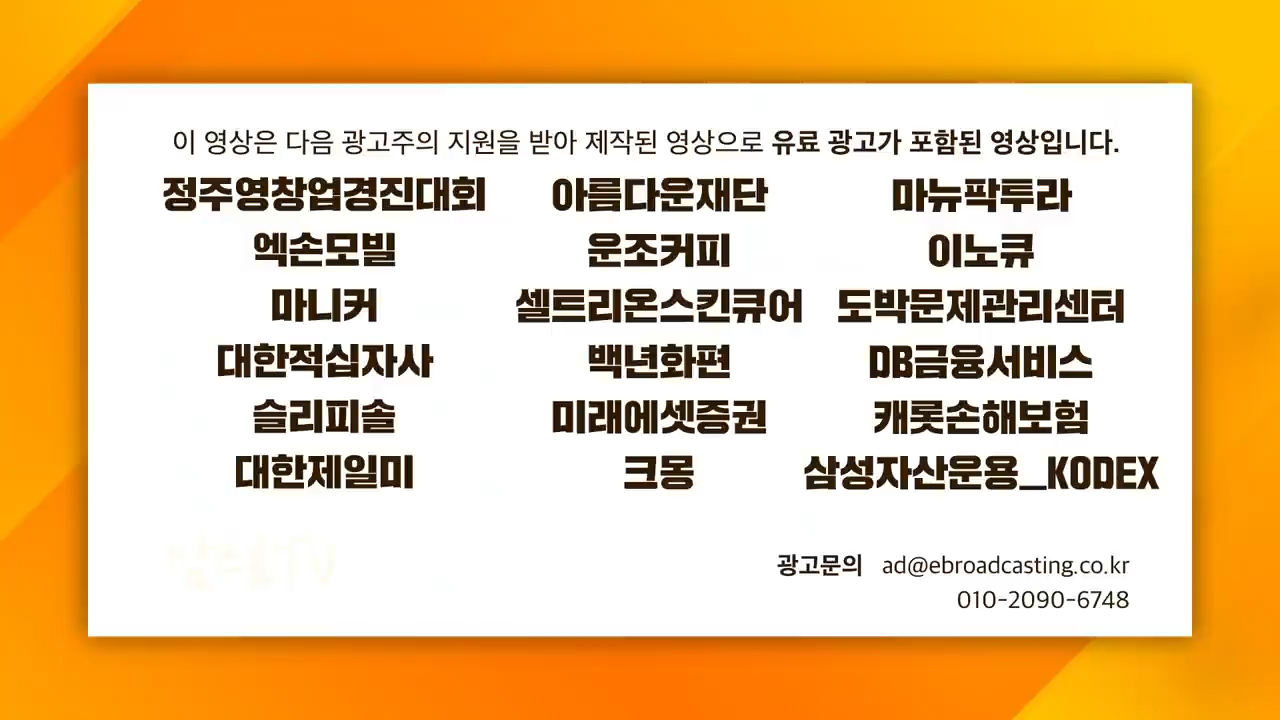 이 영상은 다음 광고주의 지원을 받아 제작된 영상으로 유료 광고가 포함된 영상입니다.
정주영창업경진대회 아름다운재단 마뉴팍투라
엑손모빌 운조커피 이노큐
마니커 셀트리온스킨큐어 도박문제관리센터
대한적십자사 백년화편 DB금융서비스
슬리피솔 미래에셋증권 캐롯손해보험
대한제일미 크몽 삼성자산운용_KODEX
광고문의 ad@ebroadcasting.co.kr
010-2090-6748